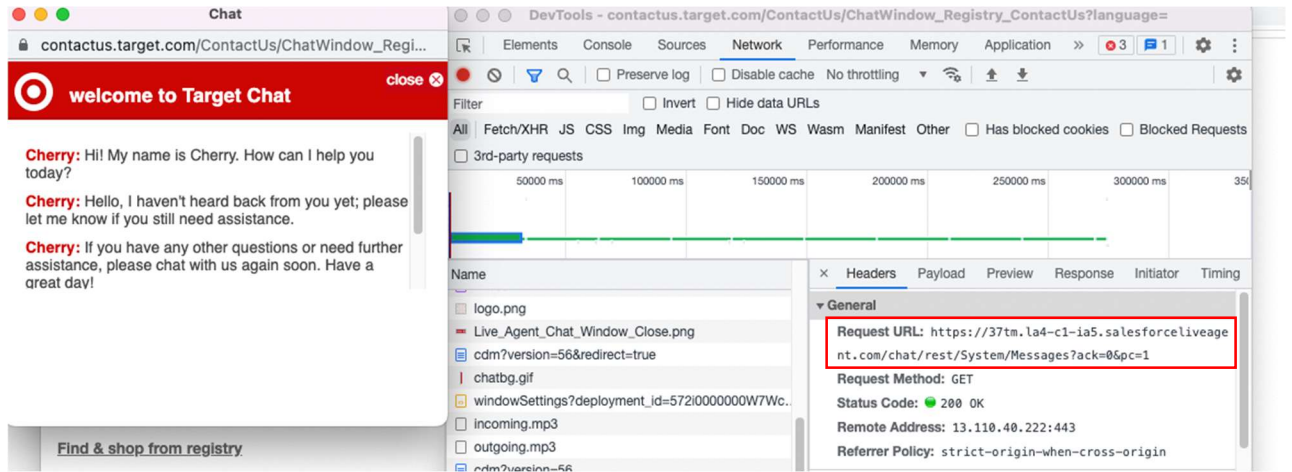 Chat
contactus.target.com/ContactUs/ChatWindow_Regi...
close
welcome to Target Chat
Cherry: Hi! My name is Cherry. How can I help you
today?
Cherry: Hello, I haven't heard back from you yet; please
let me know if you still need assistance.
Cherry: If you have any other questions or need further
assistance, please chat with us again soon. Have a
great day!
Find & shop from registry
DevTools - contactus.target.com/ContactUs/ChatWindow_Registry_ContactUs?language=
Elements Console Sources Network Performance Memory Application » 3 1
Preserve log Disable cache No throttling
Filter Invert Hide data URLs
All Fetch/XHR JS CSS Img Media Font Doc WS Wasm Manifest Other Has blocked cookies Blocked Requests
3rd-party requests
50000 ms 100000 ms 150000 ms 200000 ms 250000 ms 300000 ms 350
Name
logo.png
Live_Agent_Chat_Window_Close.png
cdm?version=56&redirect=true
chatbg.gif
windowSettings?deployment_id=572i0000000W7Wc..
incoming.mp3
outgoing.mp3
cdm?version=56
× Headers Payload Preview Response Initiator Timing
General
Request URL: https://37tm.la4-c1-ia5.salesforceliveage
nt.com/chat/rest/System/Messages?ack=0&pc=1
Request Method: GET
Status Code: 200 OK
Remote Address: 13.110.40.222:443
Referrer Policy: strict-origin-when-cross-origin